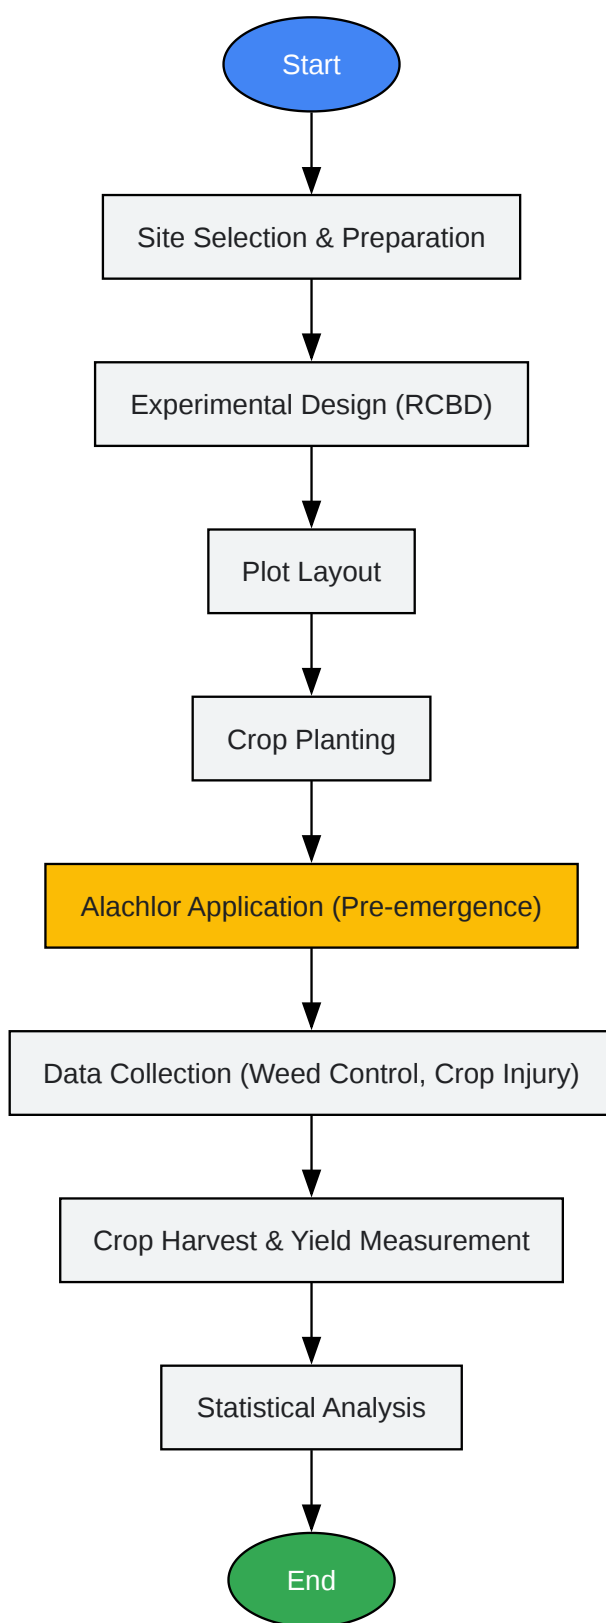 Start
Site Selection & Preparation
Experimental Design (RCBD)
Plot Layout
Crop Planting
Alachlor Application (Pre-emergence)
Data Collection (Weed Control, Crop Injury)
Crop Harvest & Yield Measurement
Statistical Analysis
End